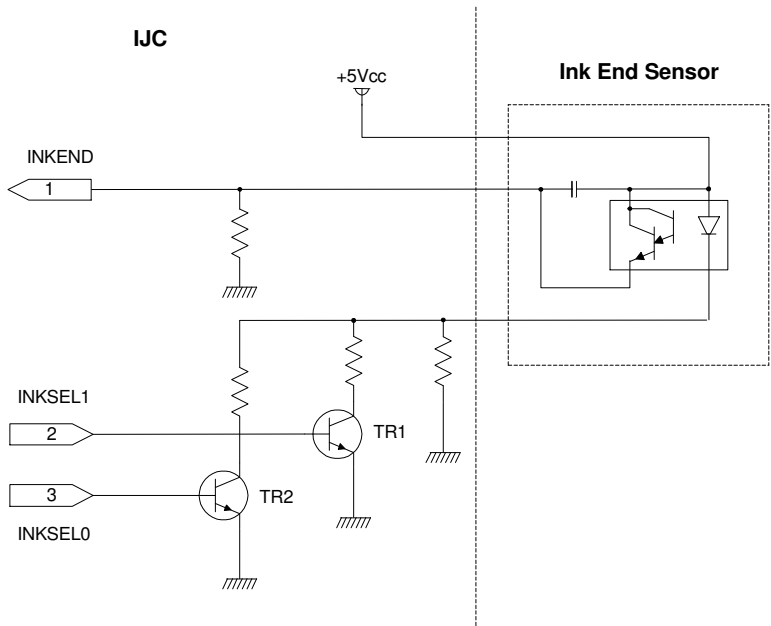 IJC
+5Vcc
Ink End Sensor
INKEND
1
INKSEL1
2
TR1
3
TR2
INKSEL0